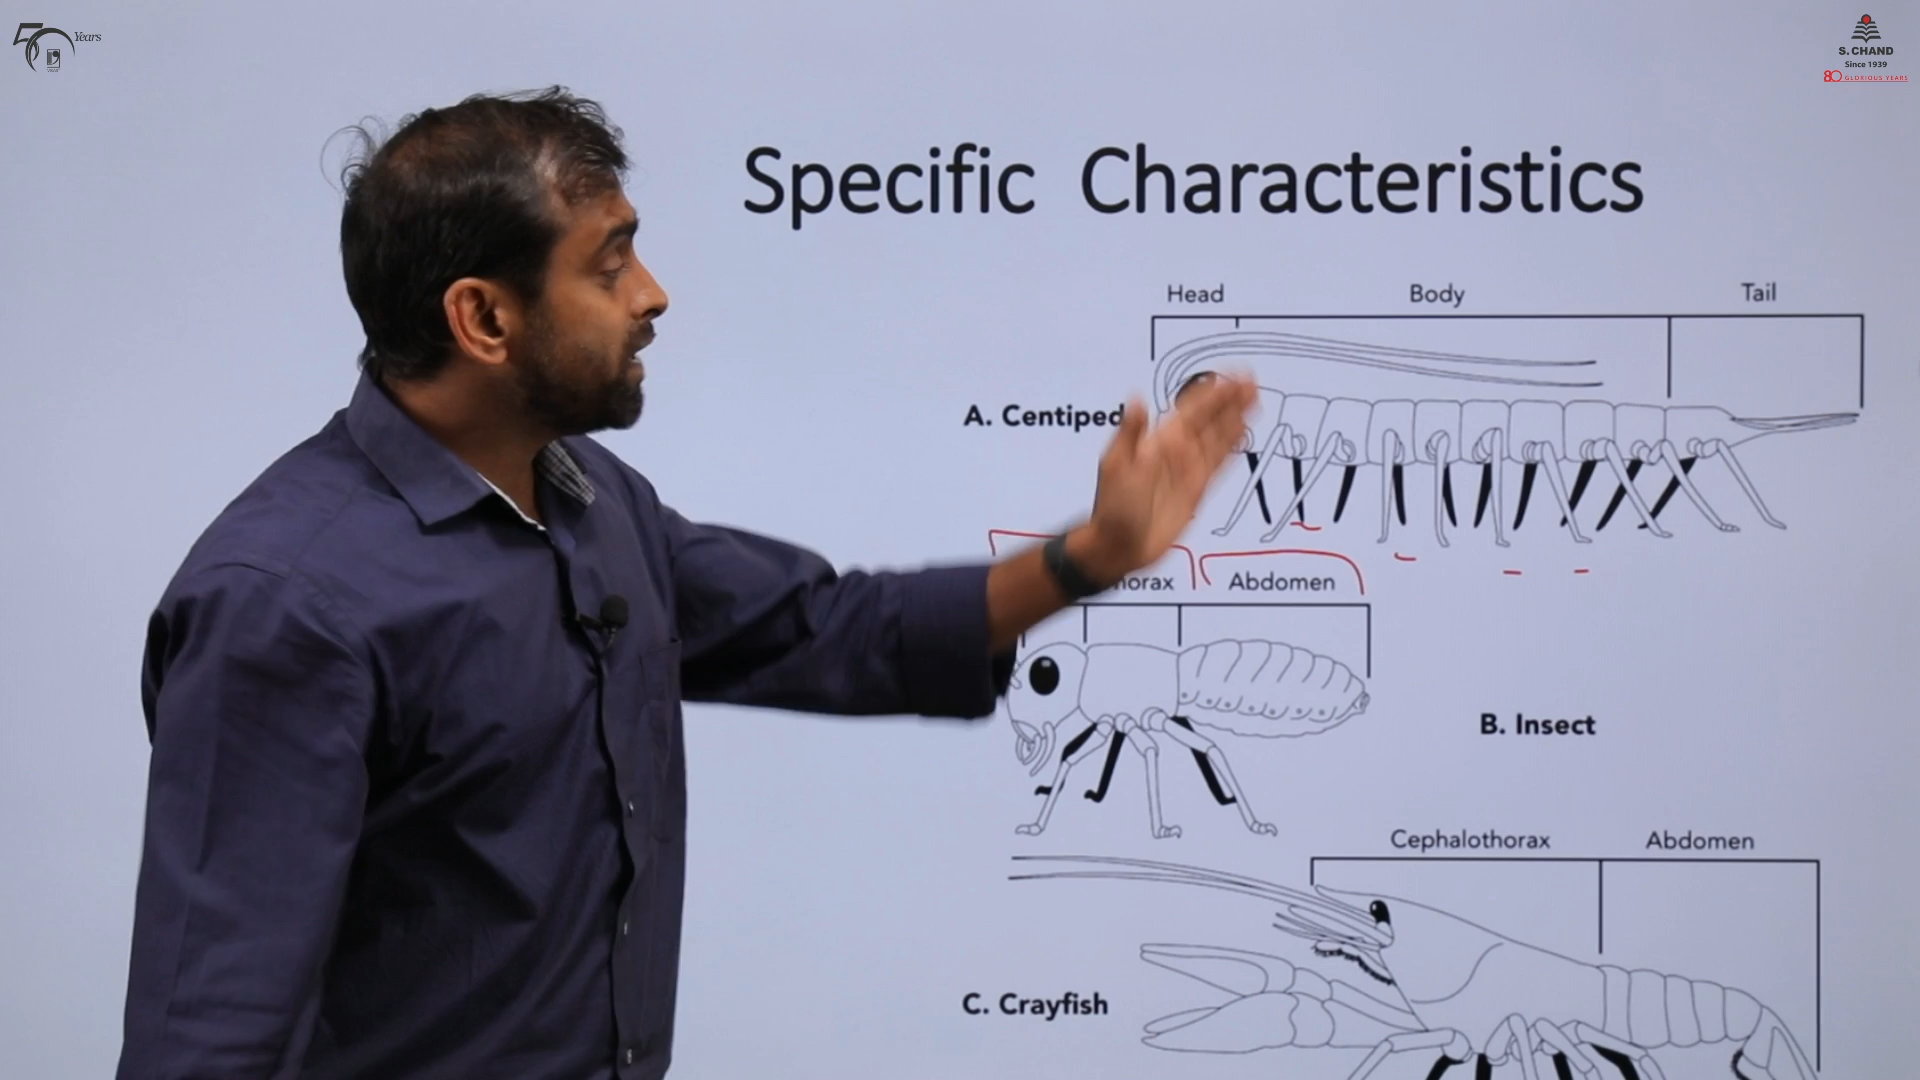 50 Years
S. CHAND
Since 1939
80 GLORIOUS YEARS
Specific Characteristics
Head Body Tail
A. Centiped
horax Abdomen
B. Insect
Cephalothorax Abdomen
C. Crayfish